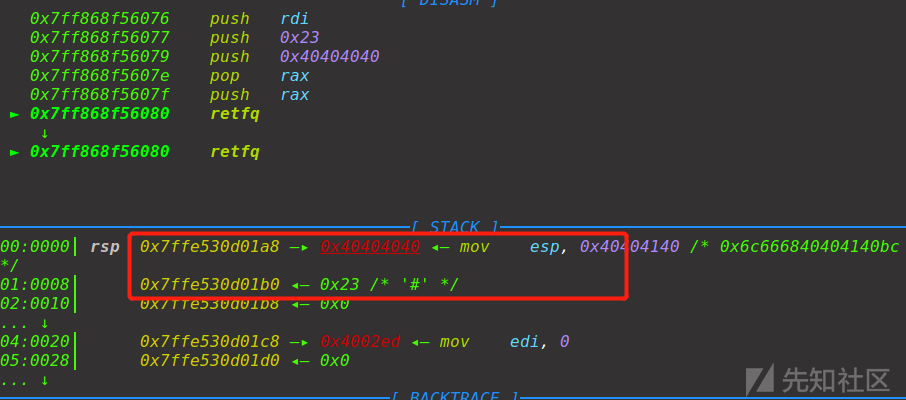 [ DISASM ]
0x7ff868f56076 push rdi
0x7ff868f56077 push 0x23
0x7ff868f56079 push 0x40404040
0x7ff868f5607e pop rax
0x7ff868f5607f push rax
► 0x7ff868f56080 retfq
↓
► 0x7ff868f56080 retfq
[ STACK ]
00:0000│ rsp 0x7ffe530d01a8 —▸ 0x40404040 ◂— mov esp, 0x40404140 /* 0x6c666840404140bc
*/
01:0008│ 0x7ffe530d01b0 ◂— 0x23 /* '#' */
02:0010│ 0x7ffe530d01b8 ◂— 0x0
... ↓
04:0020│ 0x7ffe530d01c8 —▸ 0x4002ed ◂— mov edi, 0
05:0028│ 0x7ffe530d01d0 ◂— 0x0
... ↓
[ BACKTRACE ]
先知社区